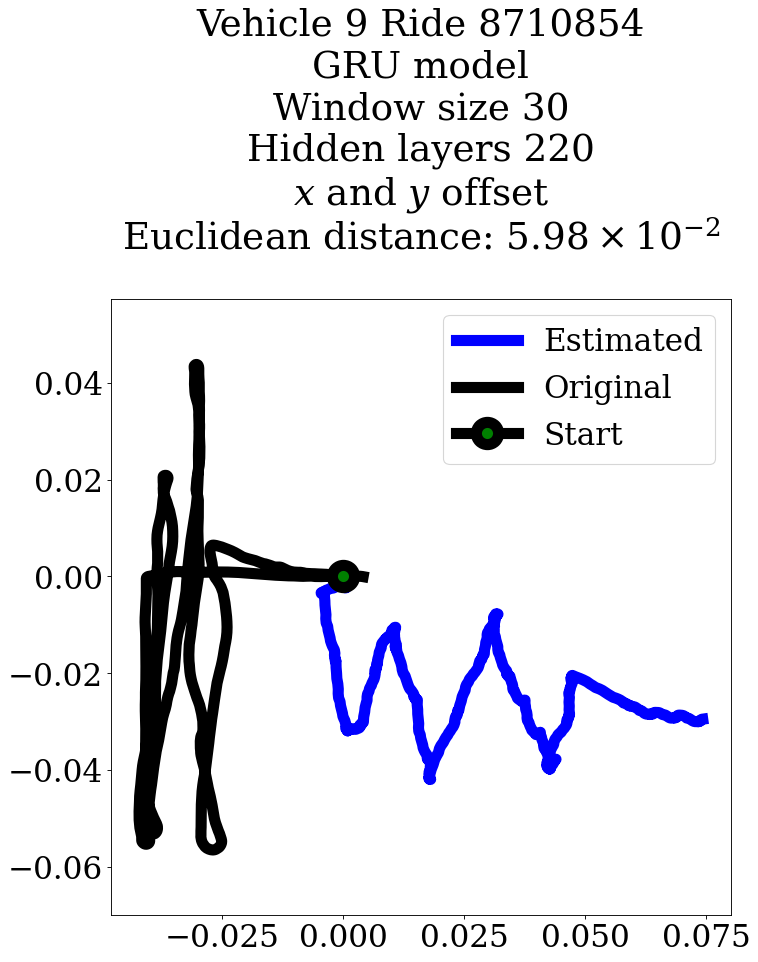 Vehicle 9 Ride 8710854
GRU model
Window size 30
Hidden layers 220
x and y offset
Euclidean distance: 5.98 × 10⁻²
Estimated
Original
Start
0.04
0.02
0.00
−0.02
−0.04
−0.06
−0.025 0.000 0.025 0.050 0.075